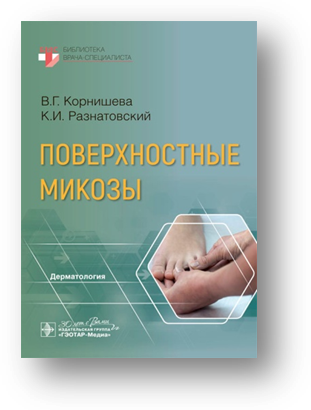 БИБЛИОТЕКА
ВРАЧА-СПЕЦИАЛИСТА
В.Г. Корнишева
К.И. Разнатовский
ПОВЕРХНОСТНЫЕ
МИКОЗЫ
Дерматология
ИЗДАТЕЛЬСКАЯ ГРУППА
«ГЭОТАР-Медиа»